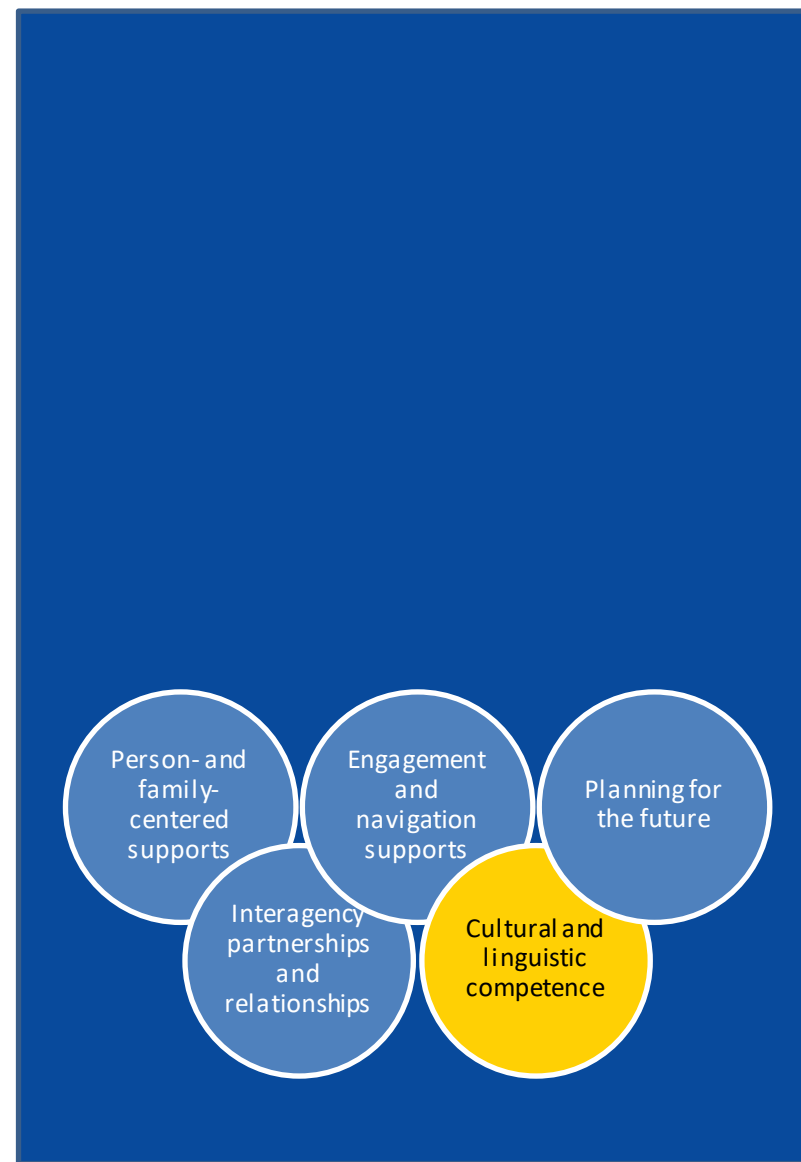 Person- and
family-
centered
supports
Engagement
and
navigation
supports
Planning for
the future
Interagency
partnerships
and
relationships
Cultural and
linguistic
competence